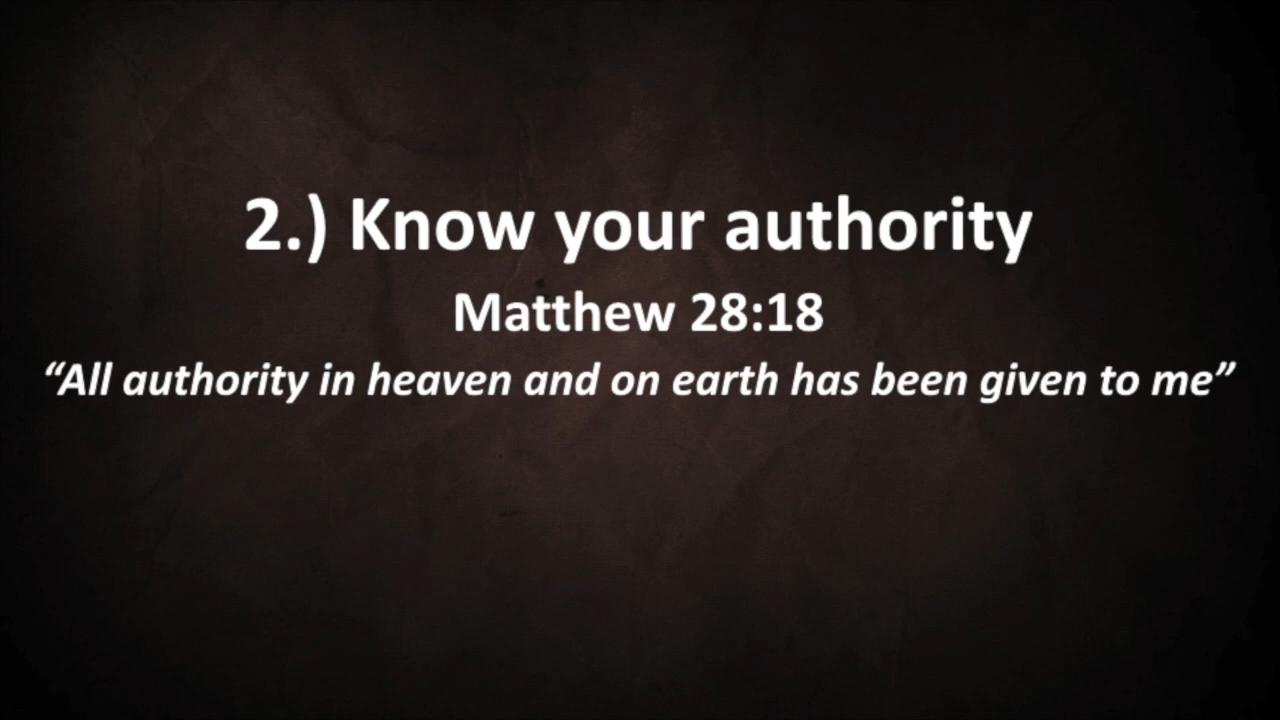 2.) Know your authority
Matthew 28:18
“All authority in heaven and on earth has been given to me”